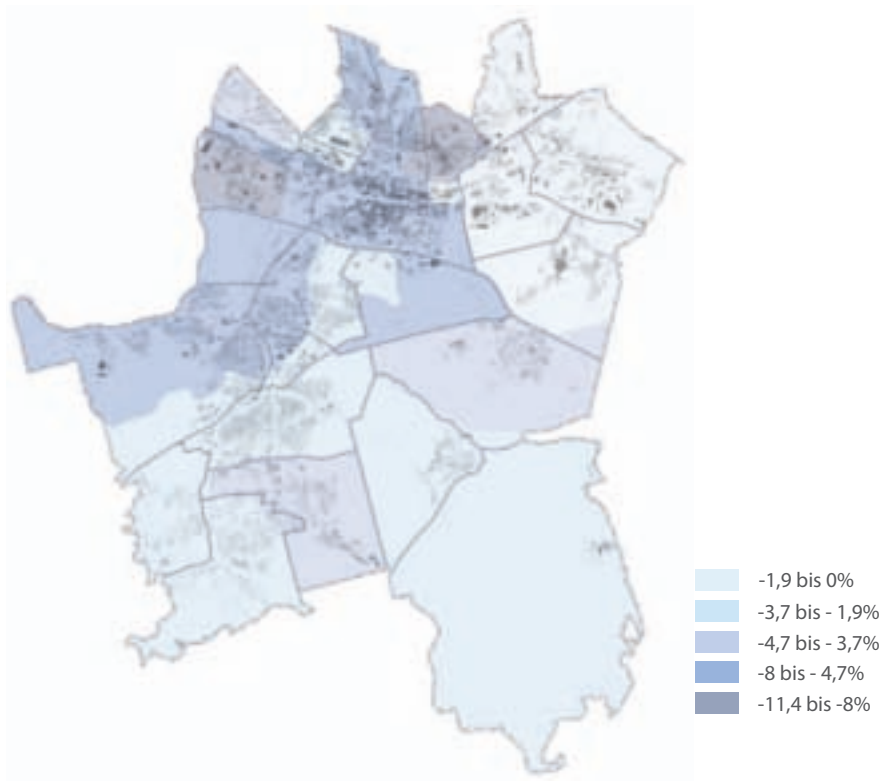 -1,9 bis 0%
-3,7 bis - 1,9%
-4,7 bis - 3,7%
-8 bis - 4,7%
-11,4 bis -8%